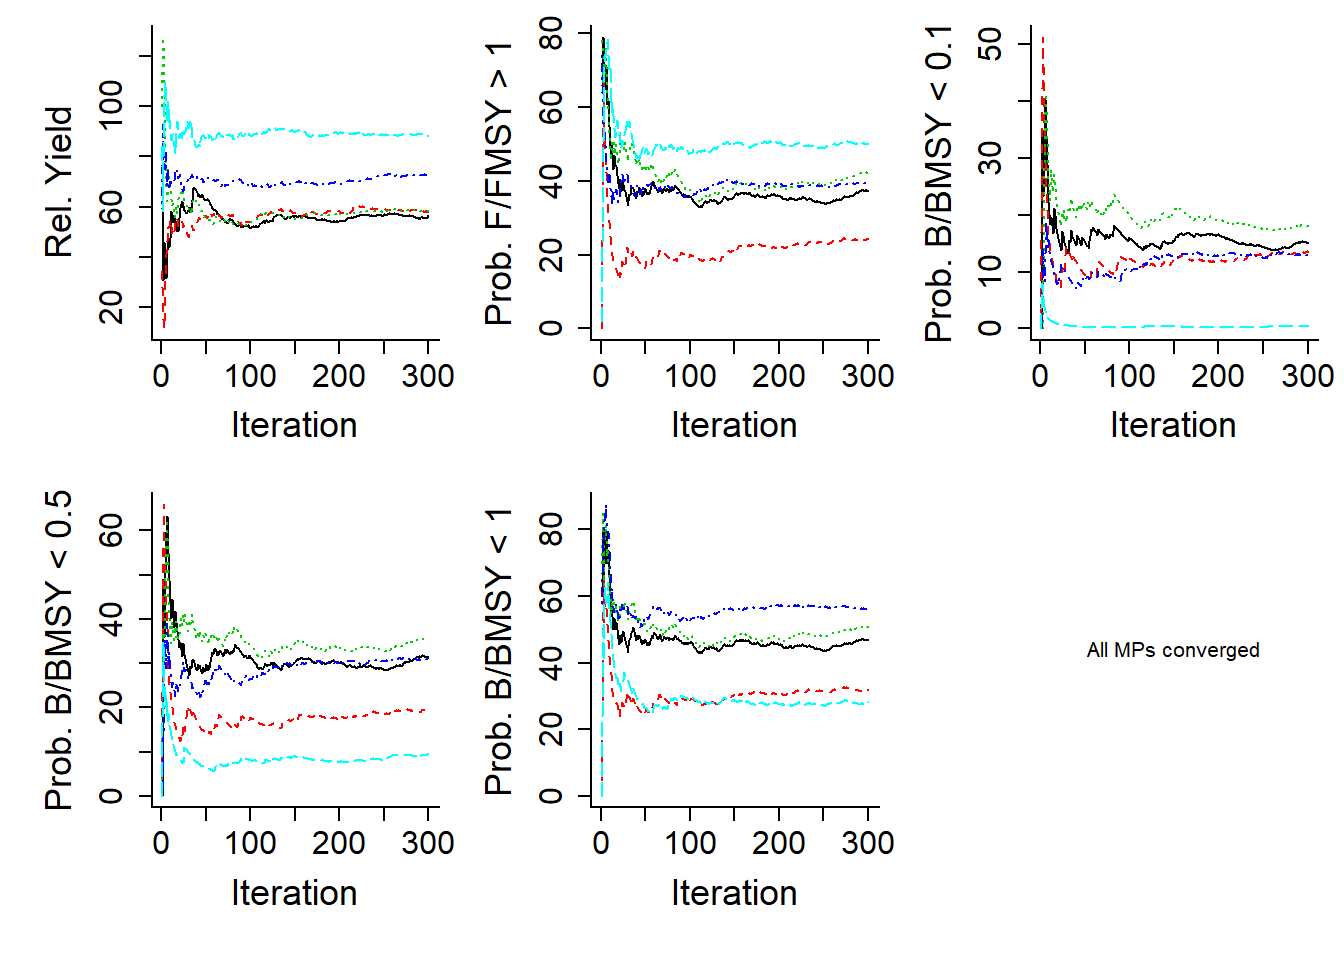 Rel. Yield
20
60
100
0 100 200 300
Iteration
Prob. F/FMSY > 1
0
20
40
60
80
0 100 200 300
Iteration
Prob. B/BMSY < 0.1
0
10
30
50
0 100 200 300
Iteration
Prob. B/BMSY < 0.5
0
20
40
60
0 100 200 300
Iteration
Prob. B/BMSY < 1
0
20
40
60
80
0 100 200 300
Iteration
All MPs converged